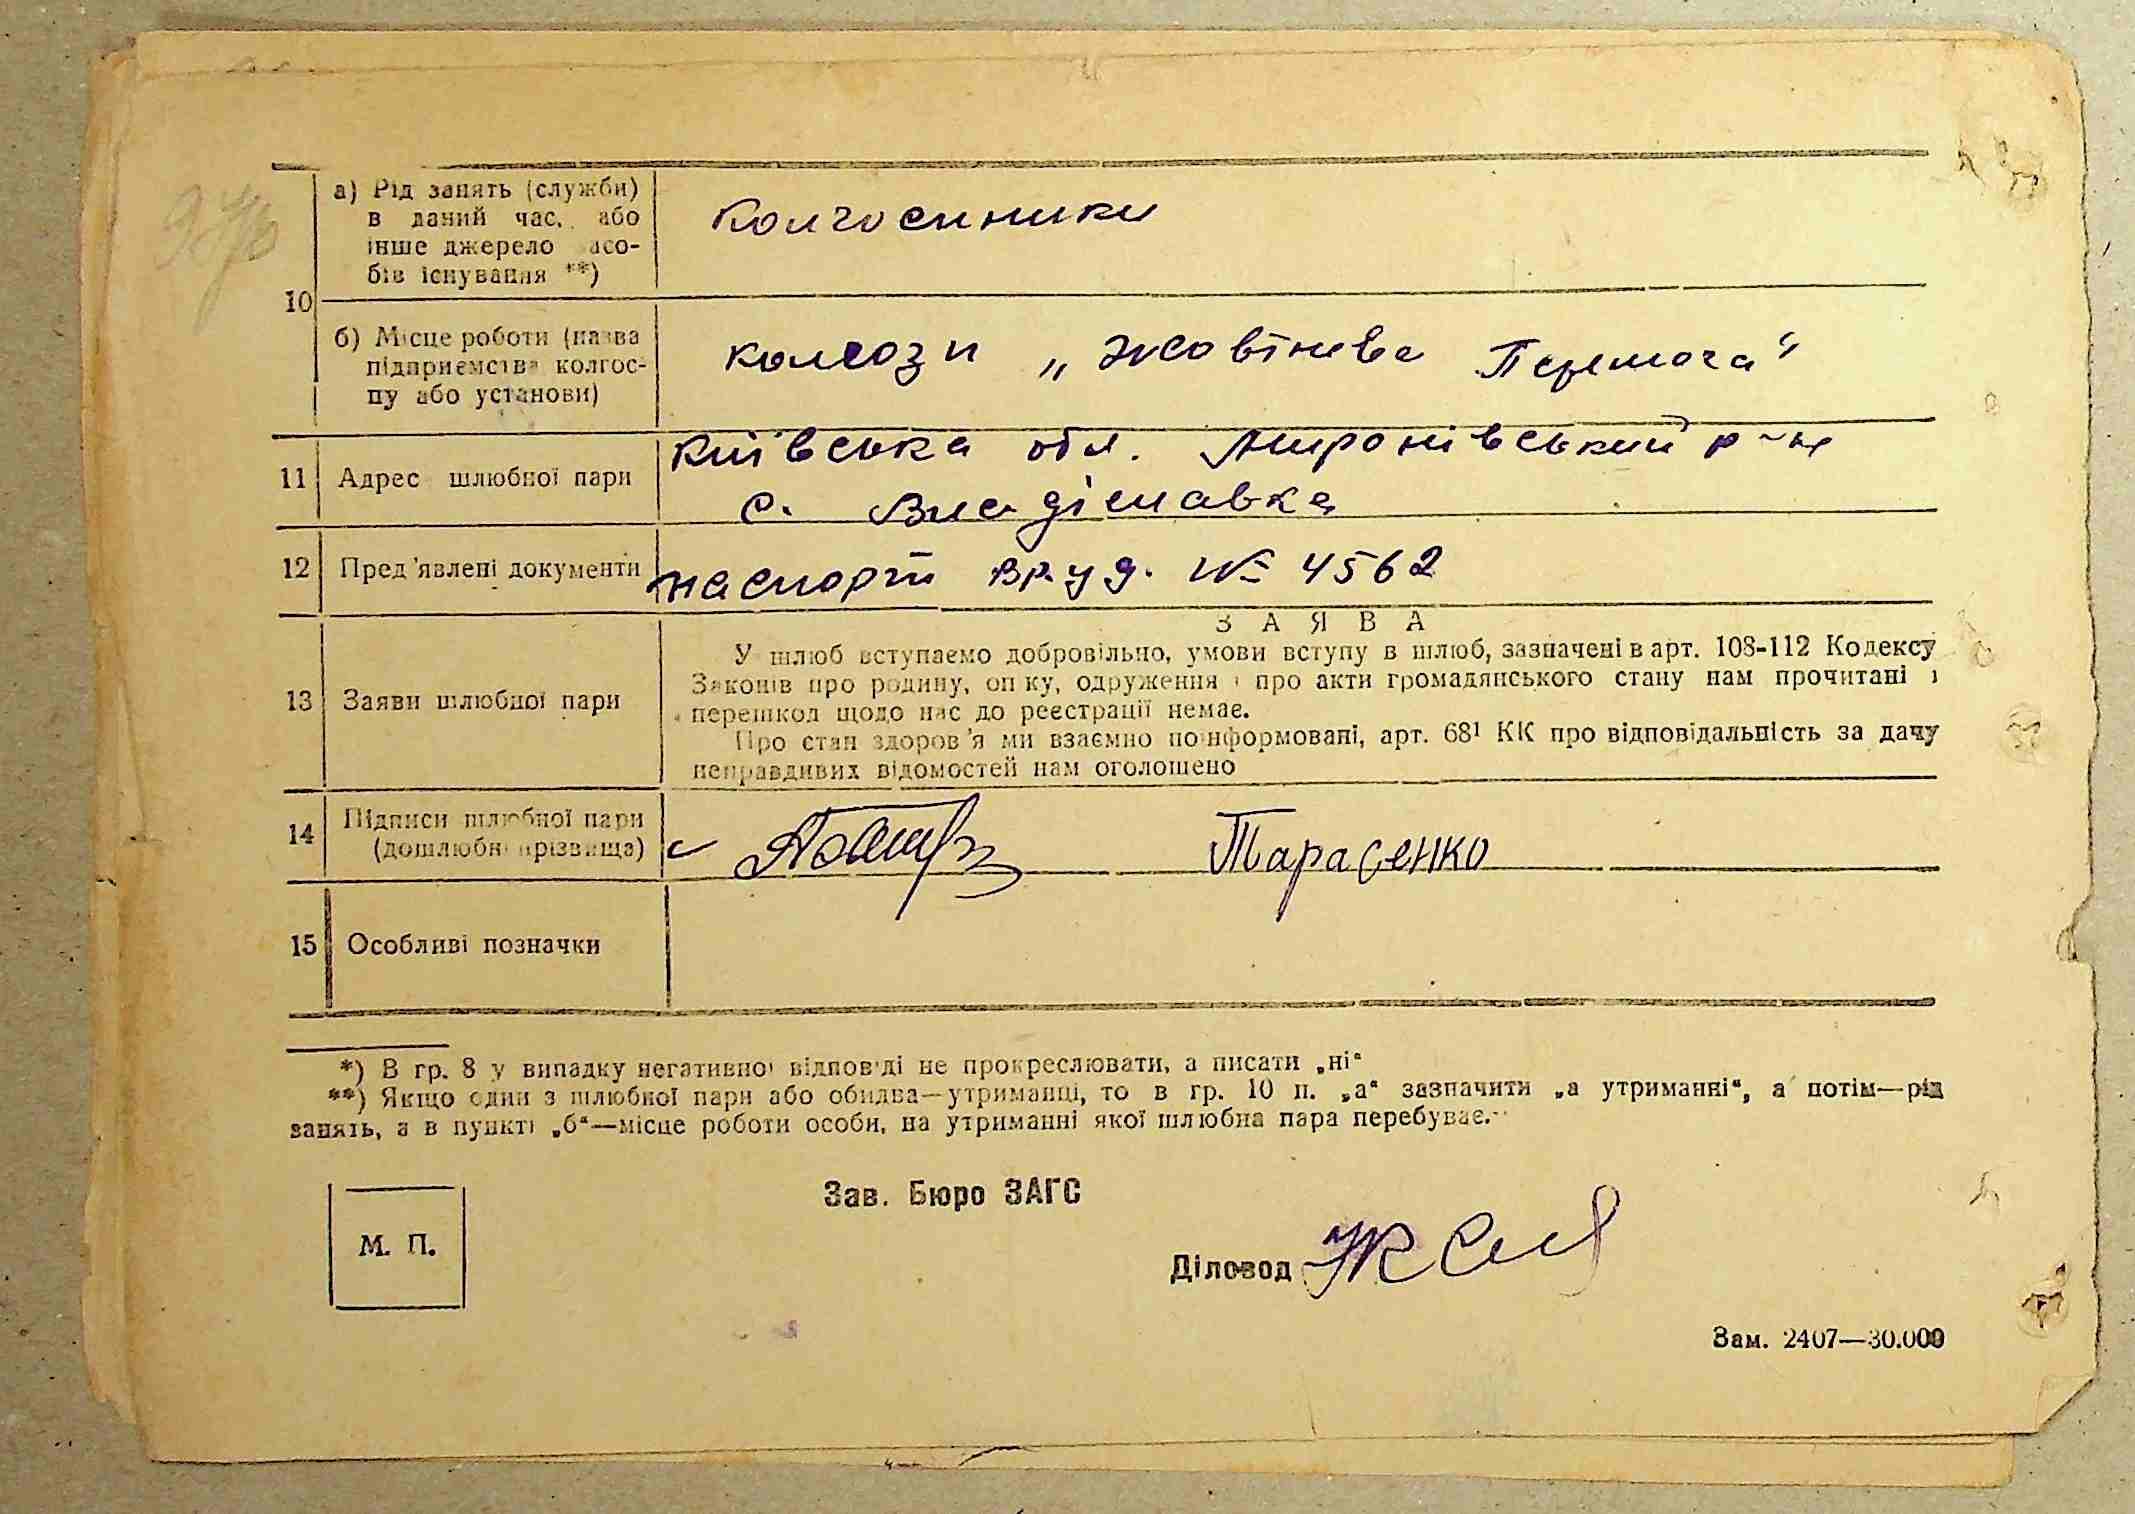 а) Рід занять (службн)
в даний час, або
інше джерело засо-
бів існування **)
Колгоспники
10
б) Місце роботи (назва
підприємства колгос-
пу або установи)
колгозп „Жовтнева Перемога“
11 Адрес шлюбної пари
Київська обл. Миронівський р-н
с. Владіславка
12 Пред'явлені документи
паспорт вр. уд. № 4562
ЗАЯВА
13 Заяви шлюбної пари
У шлюб вступаємо добровільно, умови вступу в шлюб, зазначені в арт. 108-112 Кодексу
Законів про родину, опіку, одруження і про акти громадянського стану нам прочитані і
перешкод щодо нас до реєстрації немає.
Про стан здоров'я ми взаємно поінформовані, арт. 68¹ КК про відповідальність за дачу
неправдивих відомостей нам оголошено
14 Підписи шлюбної пари
(дошлюбні прізвища)
Тарасенко
15 Особливі позначки
*) В гр. 8 у випадку негативної відповіді не прокреслювати, а писати „ні“
**) Якщо один з шлюбної пари або обидва—утриманці, то в гр. 10 п. „а“ зазначити „а утриманні“, а потім—рід
занять, а в пункті „б“—місце роботи особи, на утриманні якої шлюбна пара перебуває.
Зав. Бюро ЗАГС
М. П.
Діловод
Зам. 2407—30.000